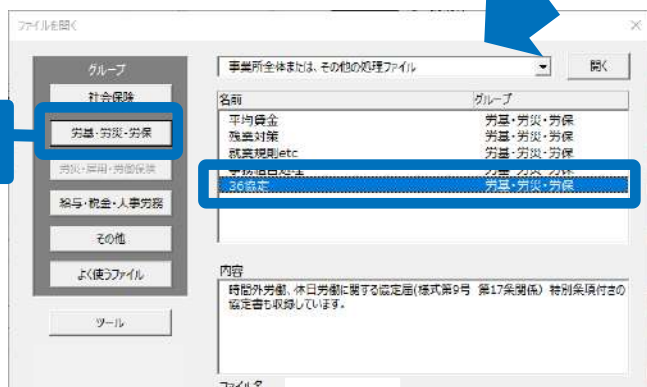 ファイルを開く
グループ
社会保険
労基・労災・労保
労災・雇用・労働保険
給与・税金・人事労務
その他
よく使うファイル
ツール
事業所全体または、その他の処理ファイル
開く
名前 グループ
平均賃金 労基・労災・労保
残業対策 労基・労災・労保
就業規則etc 労基・労災・労保
労基・労災・労保
36協定 労基・労災・労保
内容
時間外労働、休日労働に関する協定届(様式第9号 第17条関係) 特別条項付きの
協定書も収録しています。
ファイル名